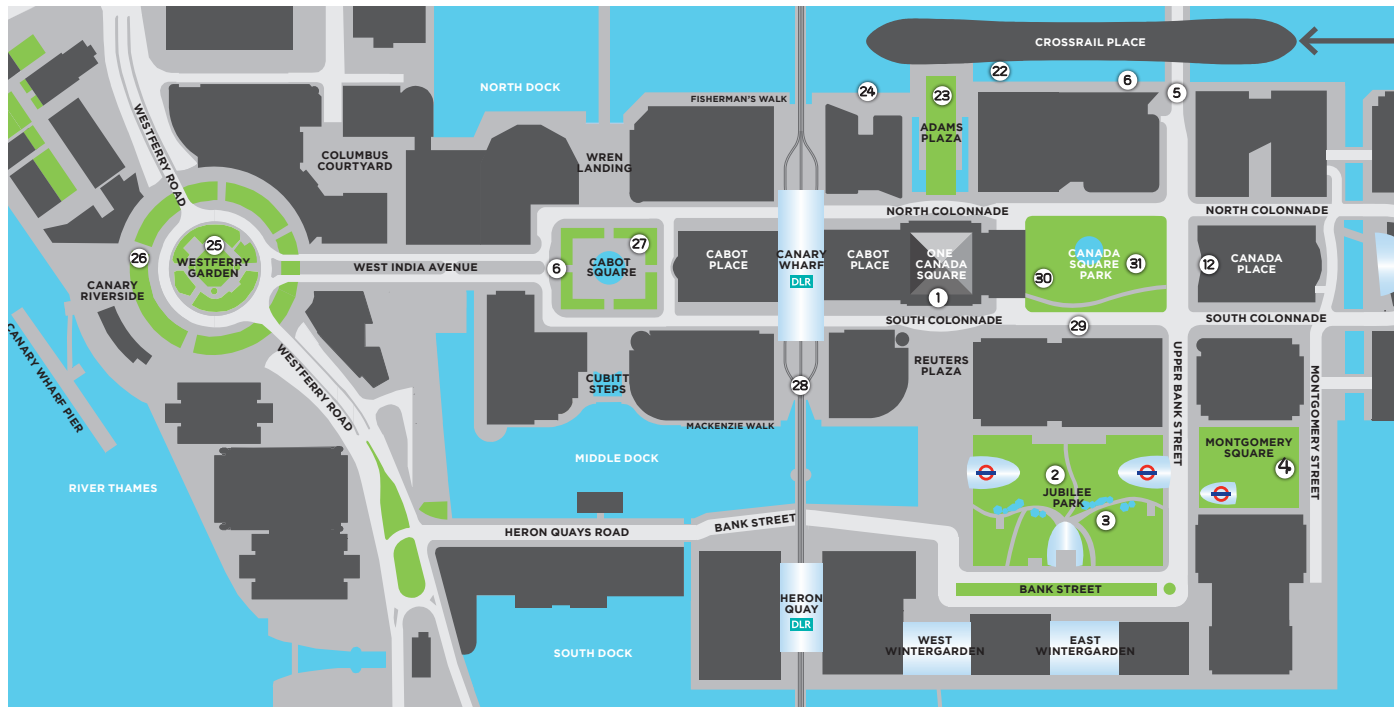 CROSSRAIL PLACE
22
6
5
24
23
NORTH DOCK
FISHERMAN'S WALK
WESTFERRY ROAD
ADAMS
PLAZA
COLUMBUS
COURTYARD
WREN
LANDING
NORTH COLONNADE
NORTH COLONNADE
25
WESTFERRY
GARDEN
26
CANARY
RIVERSIDE
WEST INDIA AVENUE
6
27
CABOT
SQUARE
CABOT
PLACE
CANARY
WHARF
DLR
CABOT
PLACE
ONE
CANADA
SQUARE
1
CANADA
SQUARE
PARK
30
31
12
CANADA
PLACE
SOUTH COLONNADE
29
SOUTH COLONNADE
CANARY WHARF PIER
WESTFERRY ROAD
REUTERS
PLAZA
CUBITT
STEPS
28
UPPER BANK STREET
MONTGOMERY STREET
MACKENZIE WALK
MONTGOMERY
SQUARE
4
MIDDLE DOCK
2
JUBILEE
PARK
3
RIVER THAMES
HERON QUAYS ROAD
BANK STREET
BANK STREET
HERON
QUAY
DLR
SOUTH DOCK
WEST
WINTERGARDEN
EAST
WINTERGARDEN